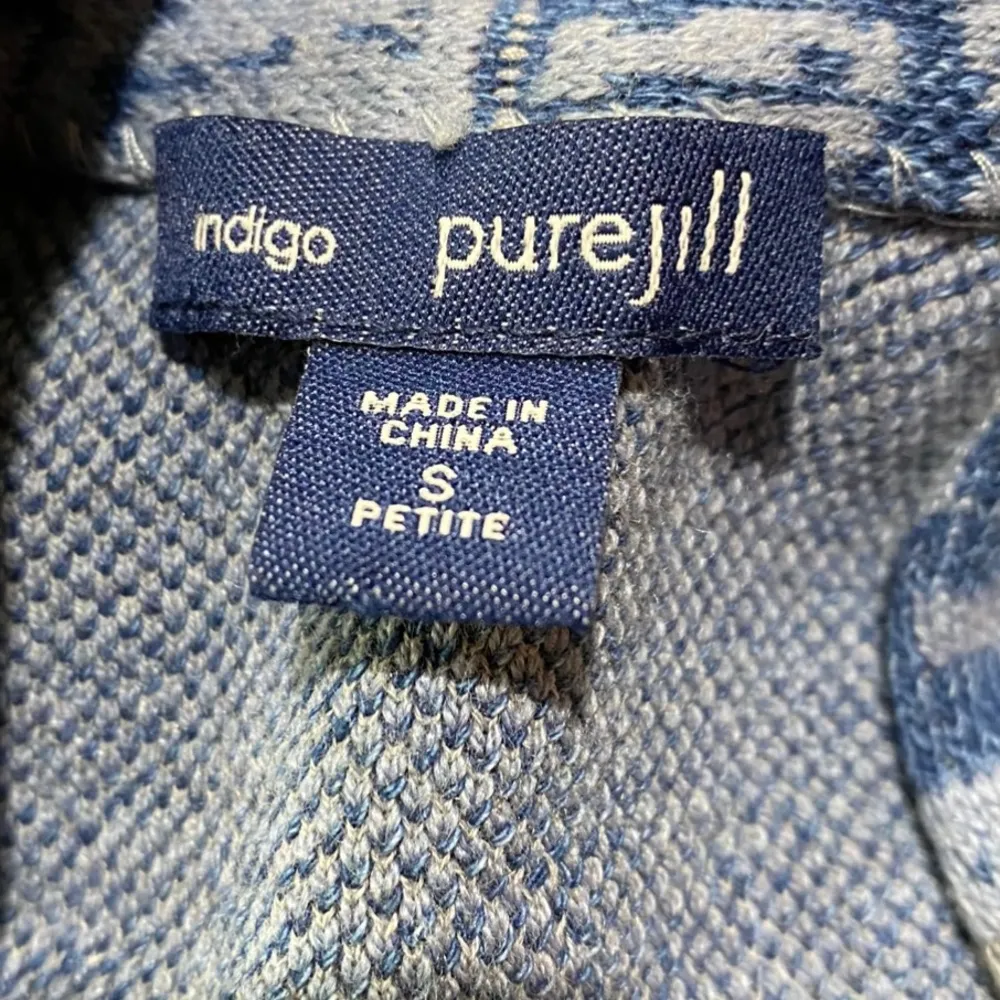 indigo purejill
MADE IN
CHINA
S
PETITE